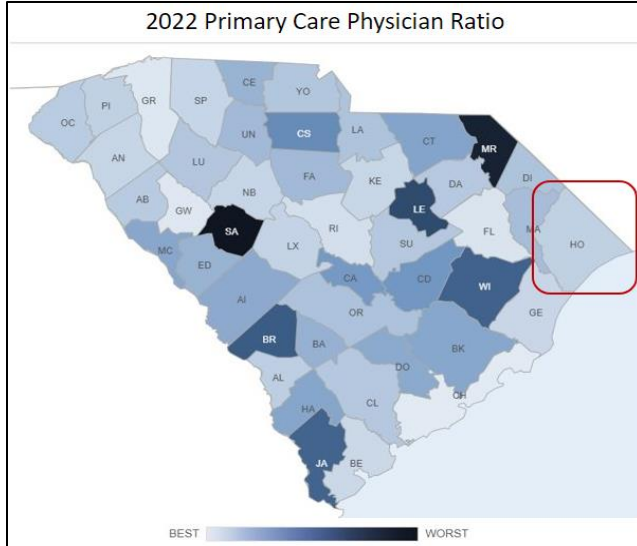 2022 Primary Care Physician Ratio
CE
YO
GR
SP
PI
OC
UN
CS
LA
CT
MR
AN
LU
FA
KE
DA
DI
AB
GW
NB
LE
MA
SA
RI
FL
HO
LX
SU
MC
ED
CA
CD
WI
AI
OR
GE
BR
BA
BK
DO
AL
CH
HA
CL
JA
BE
BEST
WORST